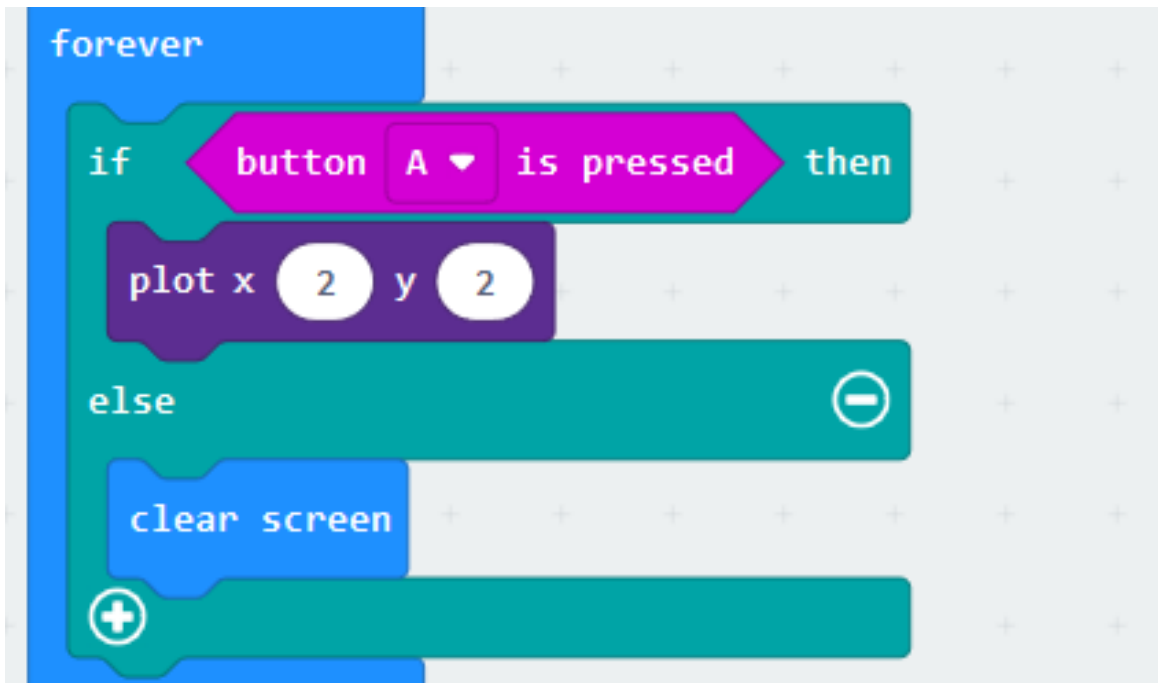 forever
if button A is pressed then
plot x 2 y 2
else
clear screen